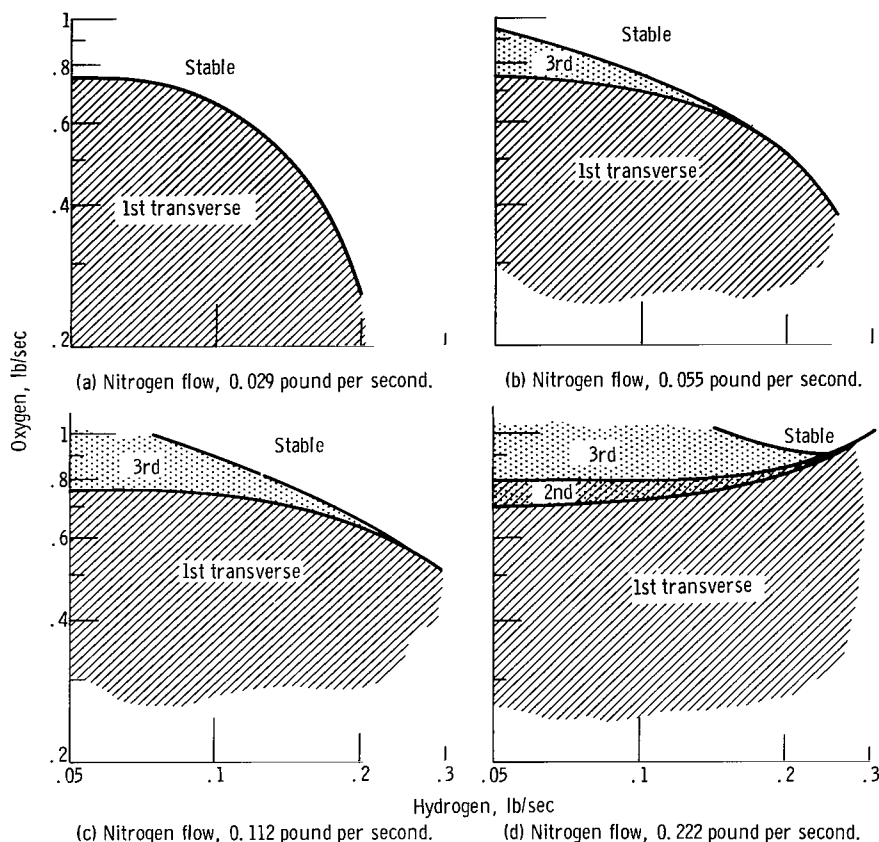 1
.8
.6
.4
.2
Stable
1st transverse
(a) Nitrogen flow, 0.029 pound per second.
Stable
3rd
1st transverse
(b) Nitrogen flow, 0.055 pound per second.
Oxygen, lb/sec
1
.8
.6
.4
.2
Stable
3rd
1st transverse
.05
.1
.2
.3
(c) Nitrogen flow, 0.112 pound per second.
Stable
3rd
2nd
1st transverse
.05
.1
.2
.3
Hydrogen, lb/sec
(d) Nitrogen flow, 0.222 pound per second.